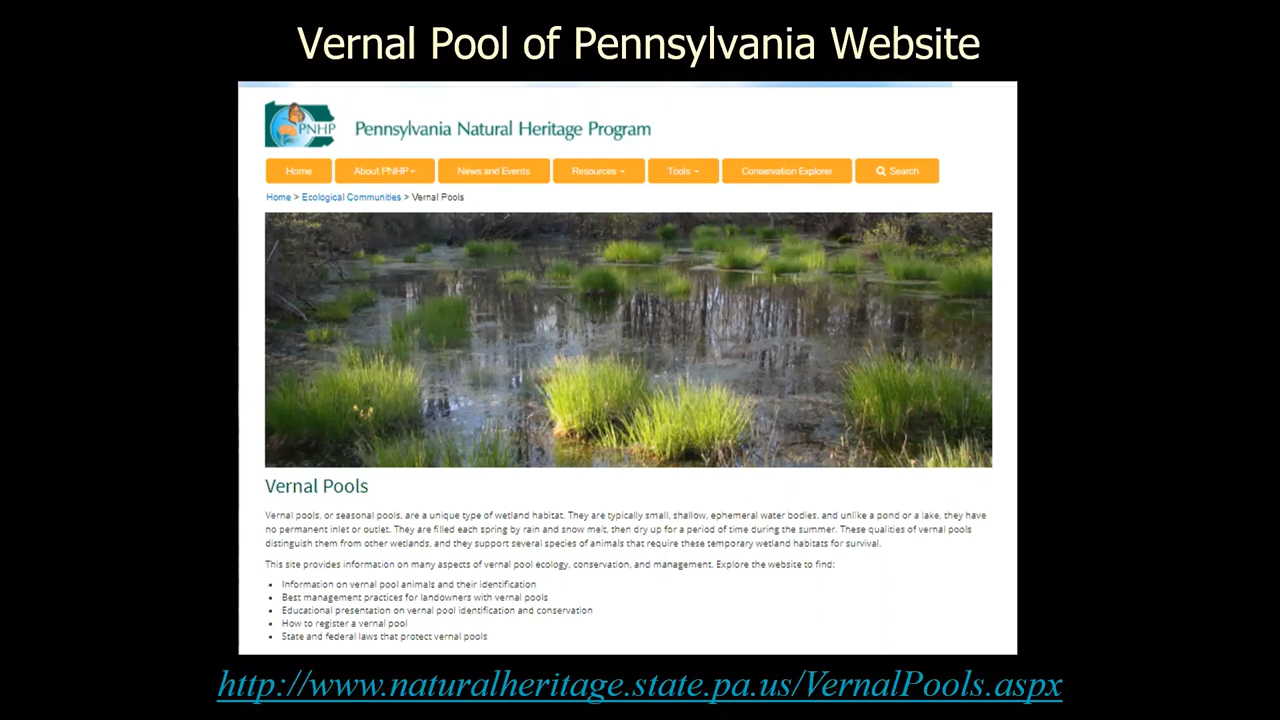 Vernal Pool of Pennsylvania Website
PNHP
Pennsylvania Natural Heritage Program
Home About PNHP News and Events Resources Tools Conservation Explorer Search
Home > Ecological Communities > Vernal Pools
Vernal Pools
Vernal pools, or seasonal pools, are a unique type of wetland habitat. They are typically small, shallow, ephemeral water bodies, and unlike a pond or a lake, they have
no permanent inlet or outlet. They are filled each spring by rain and snow melt, then dry up for a period of time during the summer. These qualities of vernal pools
distinguish them from other wetlands, and they support several species of animals that require these temporary wetland habitats for survival.
This site provides information on many aspects of vernal pool ecology, conservation, and management. Explore the website to find:
• Information on vernal pool animals and their identification
• Best management practices for landowners with vernal pools
• Educational presentation on vernal pool identification and conservation
• How to register a vernal pool
• State and federal laws that protect vernal pools
http://www.naturalheritage.state.pa.us/VernalPools.aspx